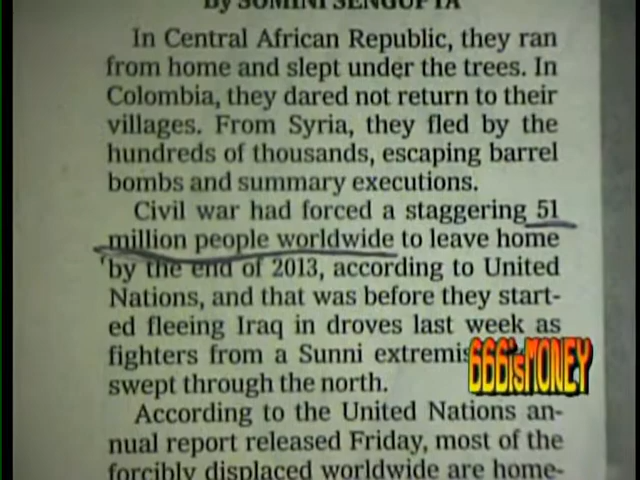 By SOMINI SENGUPTA
In Central African Republic, they ran
from home and slept under the trees. In
Colombia, they dared not return to their
villages. From Syria, they fled by the
hundreds of thousands, escaping barrel
bombs and summary executions.
Civil war had forced a staggering 51
million people worldwide to leave home
by the end of 2013, according to United
Nations, and that was before they start-
ed fleeing Iraq in droves last week as
fighters from a Sunni extremis
666isMONEY
swept through the north.
According to the United Nations an-
nual report released Friday, most of the
forcibly displaced worldwide are home-